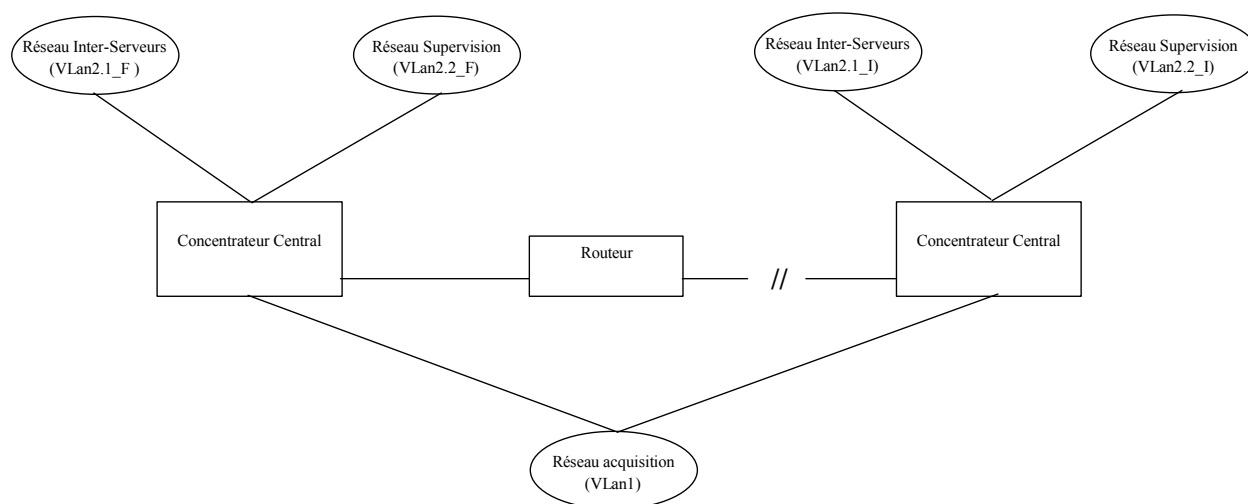 Réseau Inter-Serveurs
(VLan2.1_F )
Réseau Supervision
(VLan2.2_F)
Réseau Inter-Serveurs
(VLan2.1_I)
Réseau Supervision
(VLan2.2_I)
Concentrateur Central
Routeur
Concentrateur Central
//
Réseau acquisition
(VLan1)